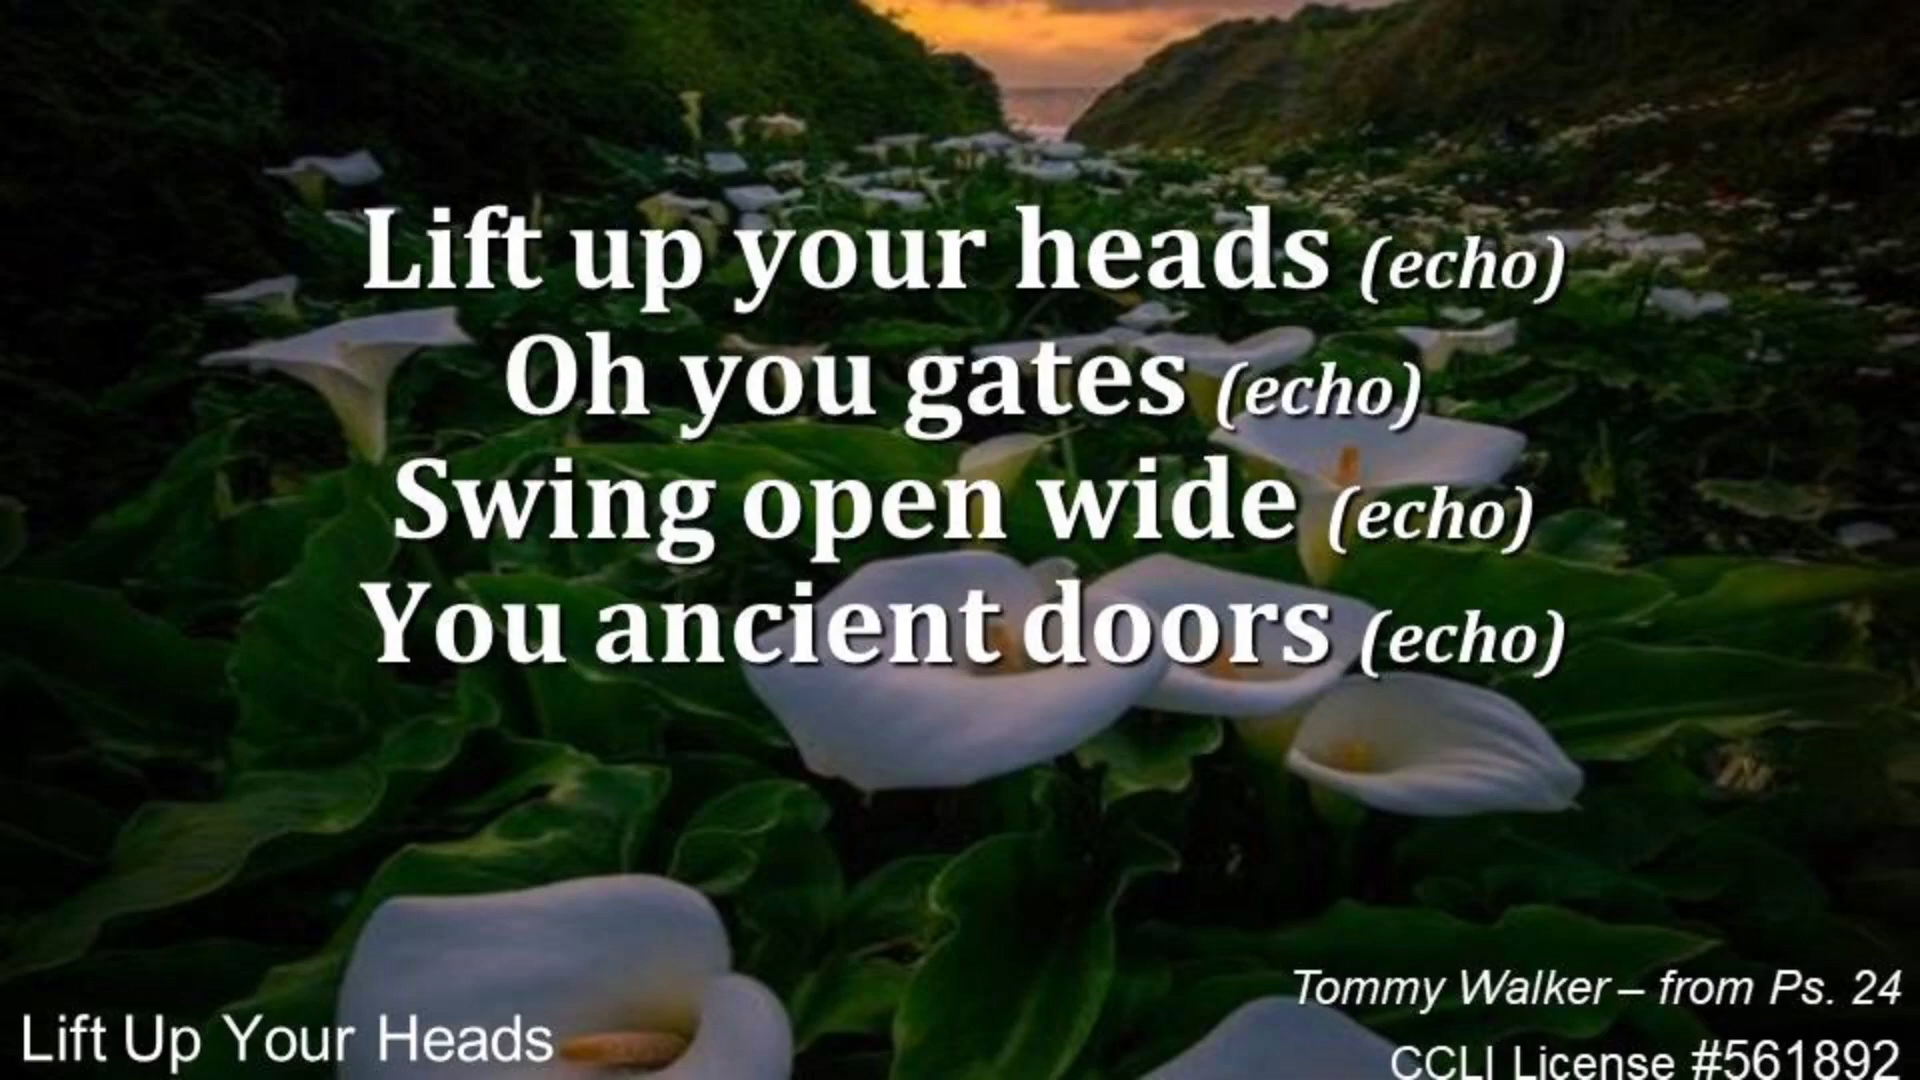 Lift up your heads (echo)
Oh you gates (echo)
Swing open wide (echo)
You ancient doors (echo)
Tommy Walker – from Ps. 24
Lift Up Your Heads
CCLI License #561892